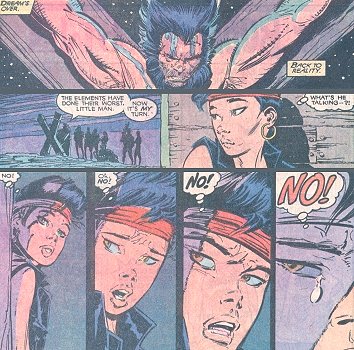 DREAM'S
OVER.
BACK TO
REALITY.
THE ELEMENTS HAVE
DONE THEIR WORST,
LITTLE MAN.
NOW
IT'S MY
TURN.
WHAT'S HE
TALKING--?!
NO!
NO!
NO!